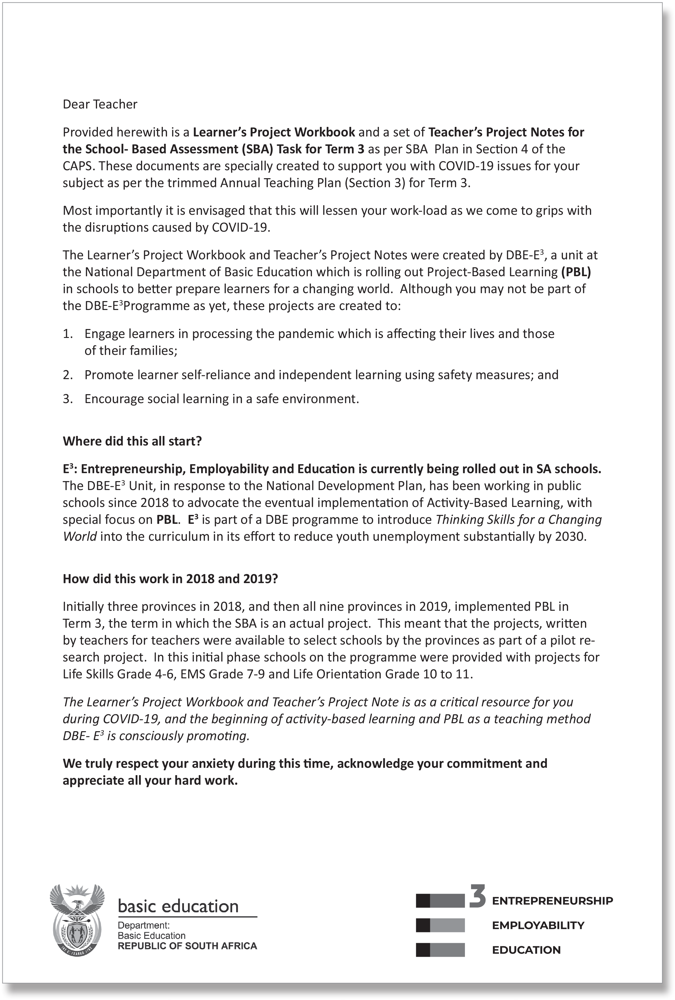 Dear Teacher
Provided herewith is a Learner’s Project Workbook and a set of Teacher’s Project Notes for
the School- Based Assessment (SBA) Task for Term 3 as per SBA  Plan in Section 4 of the
CAPS. These documents are specially created to support you with COVID-19 issues for your
subject as per the trimmed Annual Teaching Plan (Section 3) for Term 3.
Most importantly it is envisaged that this will lessen your work-load as we come to grips with
the disruptions caused by COVID-19.
The Learner’s Project Workbook and Teacher’s Project Notes were created by DBE-E³, a unit at
the National Department of Basic Education which is rolling out Project-Based Learning (PBL)
in schools to better prepare learners for a changing world.  Although you may not be part of
the DBE-E³Programme as yet, these projects are created to:
1. Engage learners in processing the pandemic which is affecting their lives and those
of their families;
2. Promote learner self-reliance and independent learning using safety measures; and
3. Encourage social learning in a safe environment.
Where did this all start?
E³: Entrepreneurship, Employability and Education is currently being rolled out in SA schools.
The DBE-E³ Unit, in response to the National Development Plan, has been working in public
schools since 2018 to advocate the eventual implementation of Activity-Based Learning, with
special focus on PBL.  E³ is part of a DBE programme to introduce Thinking Skills for a Changing
World into the curriculum in its effort to reduce youth unemployment substantially by 2030.
How did this work in 2018 and 2019?
Initially three provinces in 2018, and then all nine provinces in 2019, implemented PBL in
Term 3, the term in which the SBA is an actual project.  This meant that the projects, written
by teachers for teachers were available to select schools by the provinces as part of a pilot re-
search project.  In this initial phase schools on the programme were provided with projects for
Life Skills Grade 4-6, EMS Grade 7-9 and Life Orientation Grade 10 to 11.
The Learner’s Project Workbook and Teacher’s Project Note is as a critical resource for you
during COVID-19, and the beginning of activity-based learning and PBL as a teaching method
DBE- E³ is consciously promoting.
We truly respect your anxiety during this time, acknowledge your commitment and
appreciate all your hard work.
basic education
Department:
Basic Education
REPUBLIC OF SOUTH AFRICA
3 ENTREPRENEURSHIP
EMPLOYABILITY
EDUCATION